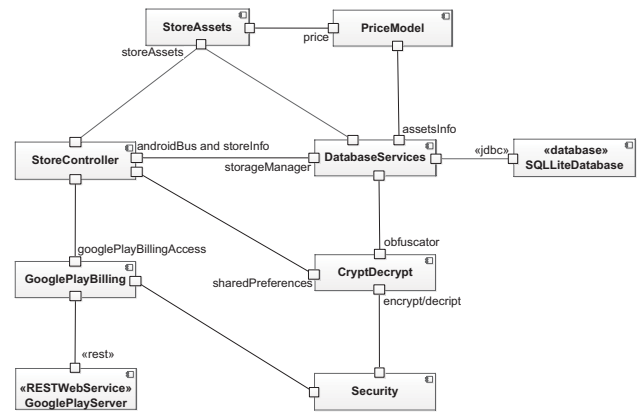 StoreAssets
PriceModel
price
storeAssets
assetsInfo
androidBus and storeInfo
StoreController
DatabaseServices
«jdbc»
«database»
SQLLiteDatabase
storageManager
obfuscator
googlePlayBillingAccess
GooglePlayBilling
CryptDecrypt
sharedPreferences
encrypt/decript
«rest»
«RESTWebService»
GooglePlayServer
Security